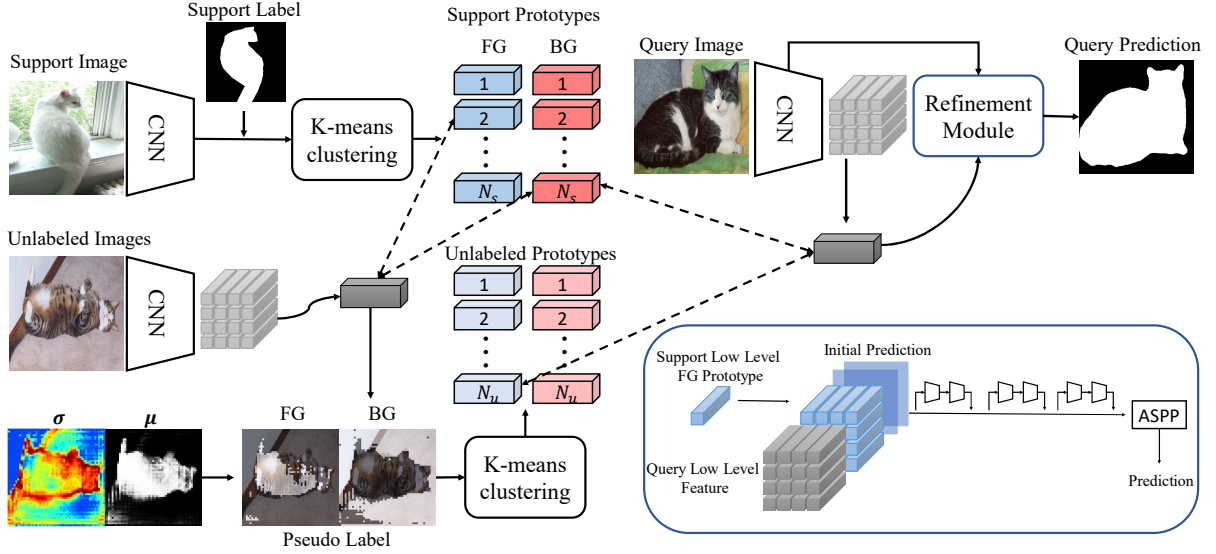 Support Label
Support Image
CNN
K-means
clustering
Support Prototypes
FG
BG
1
1
2
2
N_s
N_s
Query Image
CNN
Refinement
Module
Query Prediction
Unlabeled Images
CNN
Unlabeled Prototypes
1
1
2
2
N_u
N_u
σ
μ
FG
BG
Pseudo Label
K-means
clustering
Support Low Level
FG Prototype
Initial Prediction
Query Low Level
Feature
ASPP
Prediction